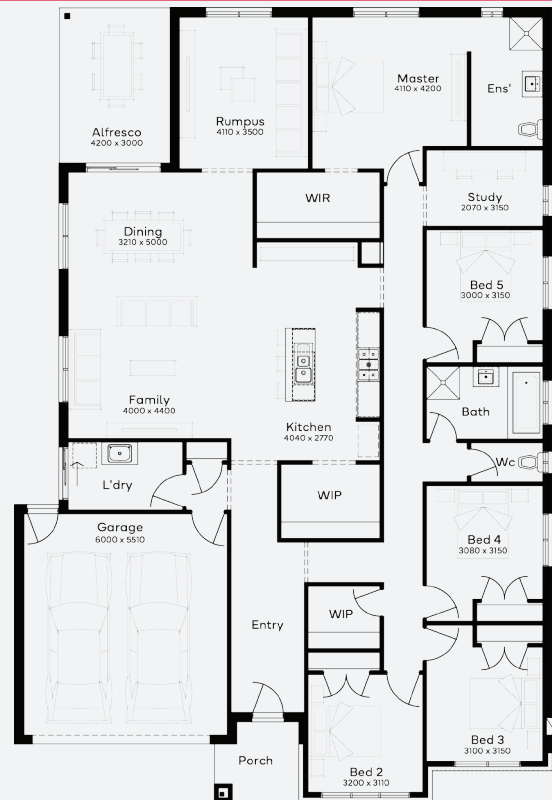 Alfresco
4200 x 3000
Rumpus
4110 x 3500
Master
4110 x 4200
Ens'
WIR
Study
2070 x 3150
Dining
3210 x 5000
Bed 5
3000 x 3150
Family
4000 x 4400
Kitchen
4040 x 2770
Bath
Wc
L'dry
WIP
Garage
6000 x 5510
Bed 4
3080 x 3150
Entry
WIP
Bed 3
3100 x 3150
Porch
Bed 2
3200 x 3110